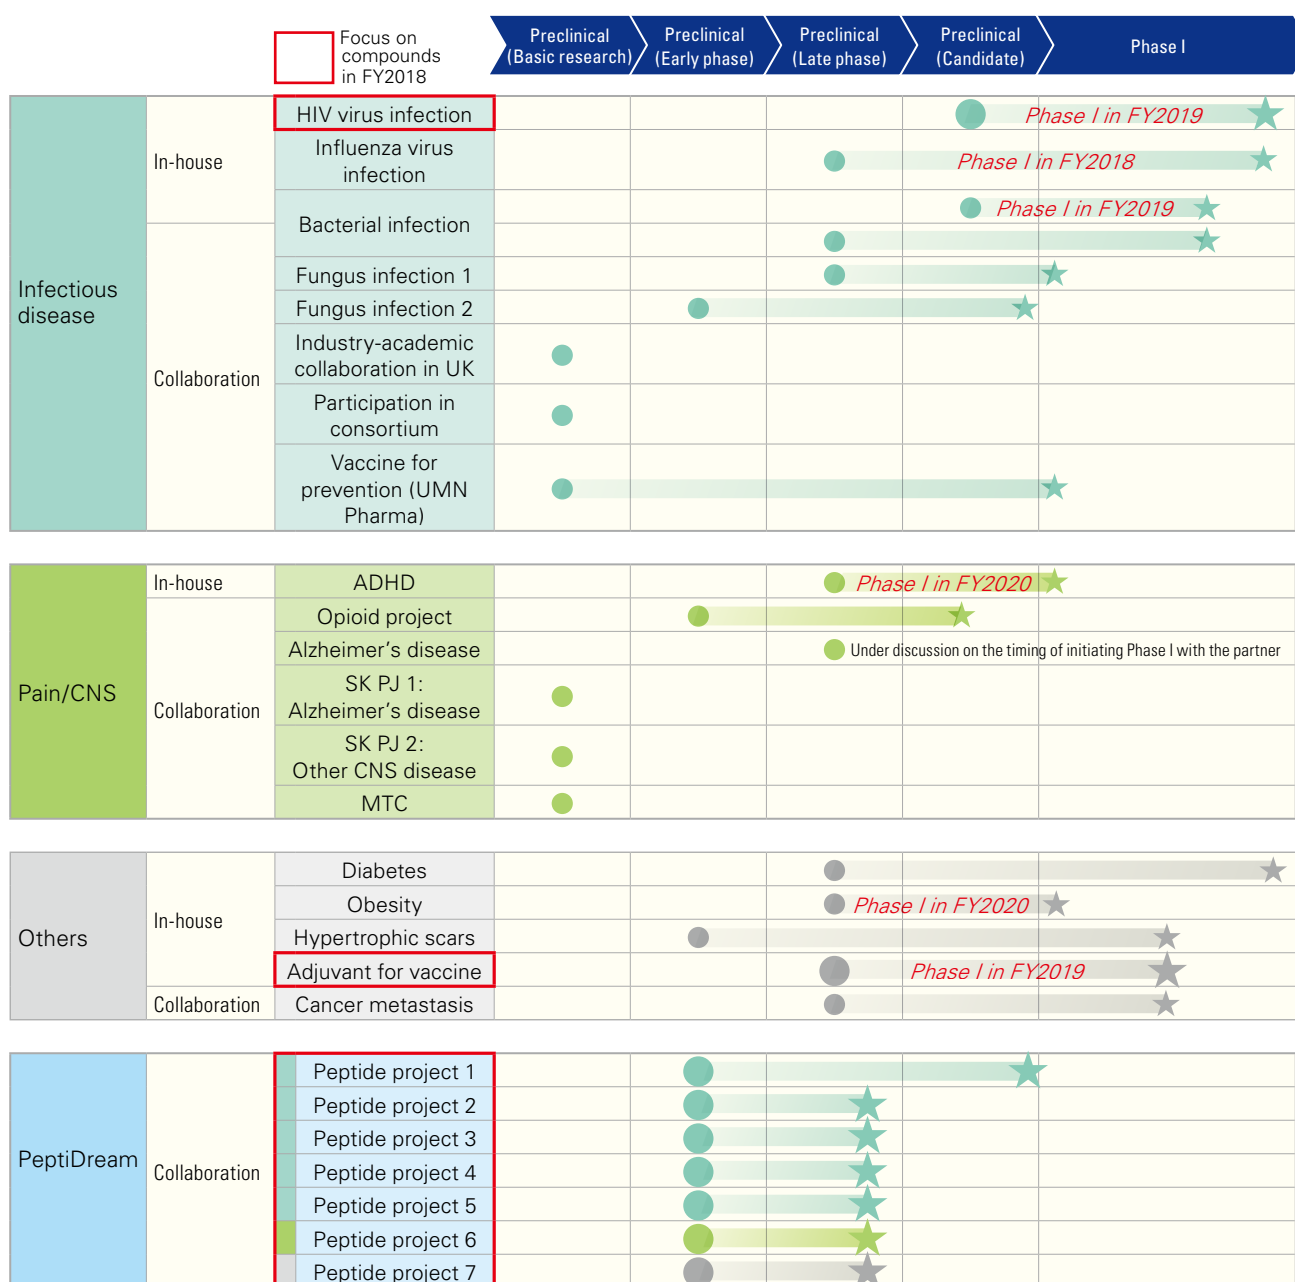 Focus on
compounds
in FY2018
Preclinical
(Basic research)
Preclinical
(Early phase)
Preclinical
(Late phase)
Preclinical
(Candidate)
Phase I
Infectious
disease
In-house
HIV virus infection
Phase I in FY2019
Influenza virus
infection
Phase I in FY2018
Bacterial infection
Phase I in FY2019
Collaboration
Fungus infection 1
Fungus infection 2
Industry-academic
collaboration in UK
Participation in
consortium
Vaccine for
prevention (UMN
Pharma)
Pain/CNS
In-house
ADHD
Phase I in FY2020
Collaboration
Opioid project
Alzheimer's disease
Under discussion on the timing of initiating Phase I with the partner
SK PJ 1:
Alzheimer's disease
SK PJ 2:
Other CNS disease
MTC
Others
In-house
Diabetes
Obesity
Phase I in FY2020
Hypertrophic scars
Adjuvant for vaccine
Phase I in FY2019
Collaboration
Cancer metastasis
PeptiDream
Collaboration
Peptide project 1
Peptide project 2
Peptide project 3
Peptide project 4
Peptide project 5
Peptide project 6
Peptide project 7